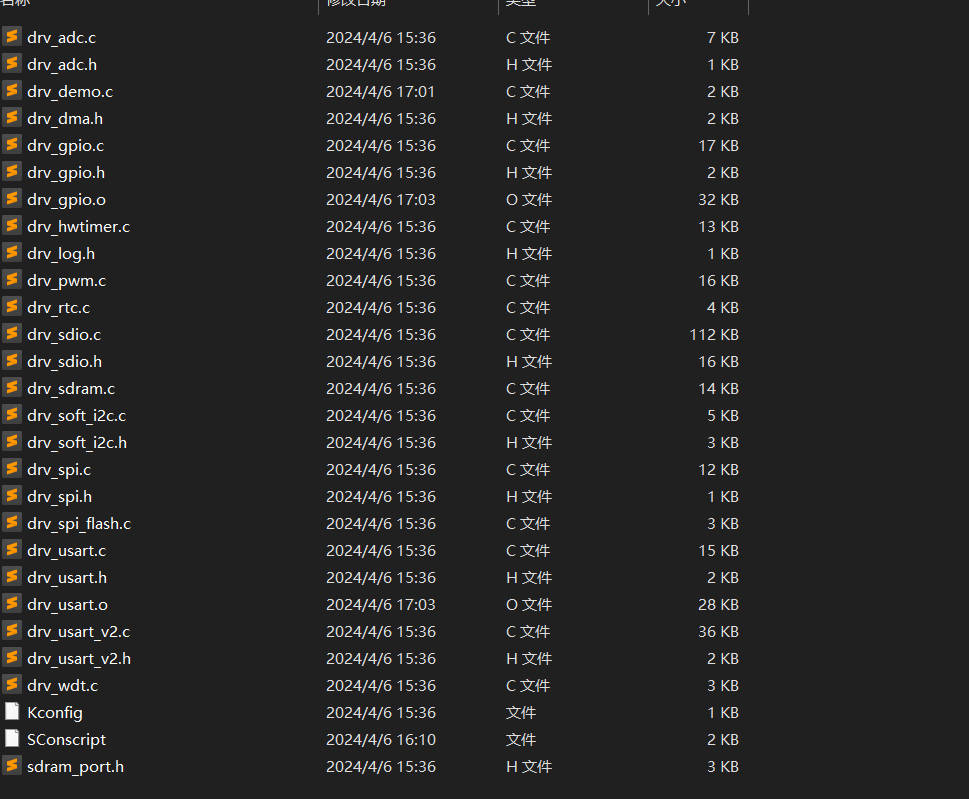 名称 修改日期 类型 大小
drv_adc.c 2024/4/6 15:36 C 文件 7 KB
drv_adc.h 2024/4/6 15:36 H 文件 1 KB
drv_demo.c 2024/4/6 17:01 C 文件 2 KB
drv_dma.h 2024/4/6 15:36 H 文件 2 KB
drv_gpio.c 2024/4/6 15:36 C 文件 17 KB
drv_gpio.h 2024/4/6 15:36 H 文件 2 KB
drv_gpio.o 2024/4/6 17:03 O 文件 32 KB
drv_hwtimer.c 2024/4/6 15:36 C 文件 13 KB
drv_log.h 2024/4/6 15:36 H 文件 1 KB
drv_pwm.c 2024/4/6 15:36 C 文件 16 KB
drv_rtc.c 2024/4/6 15:36 C 文件 4 KB
drv_sdio.c 2024/4/6 15:36 C 文件 112 KB
drv_sdio.h 2024/4/6 15:36 H 文件 16 KB
drv_sdram.c 2024/4/6 15:36 C 文件 14 KB
drv_soft_i2c.c 2024/4/6 15:36 C 文件 5 KB
drv_soft_i2c.h 2024/4/6 15:36 H 文件 3 KB
drv_spi.c 2024/4/6 15:36 C 文件 12 KB
drv_spi.h 2024/4/6 15:36 H 文件 1 KB
drv_spi_flash.c 2024/4/6 15:36 C 文件 3 KB
drv_usart.c 2024/4/6 15:36 C 文件 15 KB
drv_usart.h 2024/4/6 15:36 H 文件 2 KB
drv_usart.o 2024/4/6 17:03 O 文件 28 KB
drv_usart_v2.c 2024/4/6 15:36 C 文件 36 KB
drv_usart_v2.h 2024/4/6 15:36 H 文件 2 KB
drv_wdt.c 2024/4/6 15:36 C 文件 3 KB
Kconfig 2024/4/6 15:36 文件 1 KB
SConscript 2024/4/6 16:10 文件 2 KB
sdram_port.h 2024/4/6 15:36 H 文件 3 KB